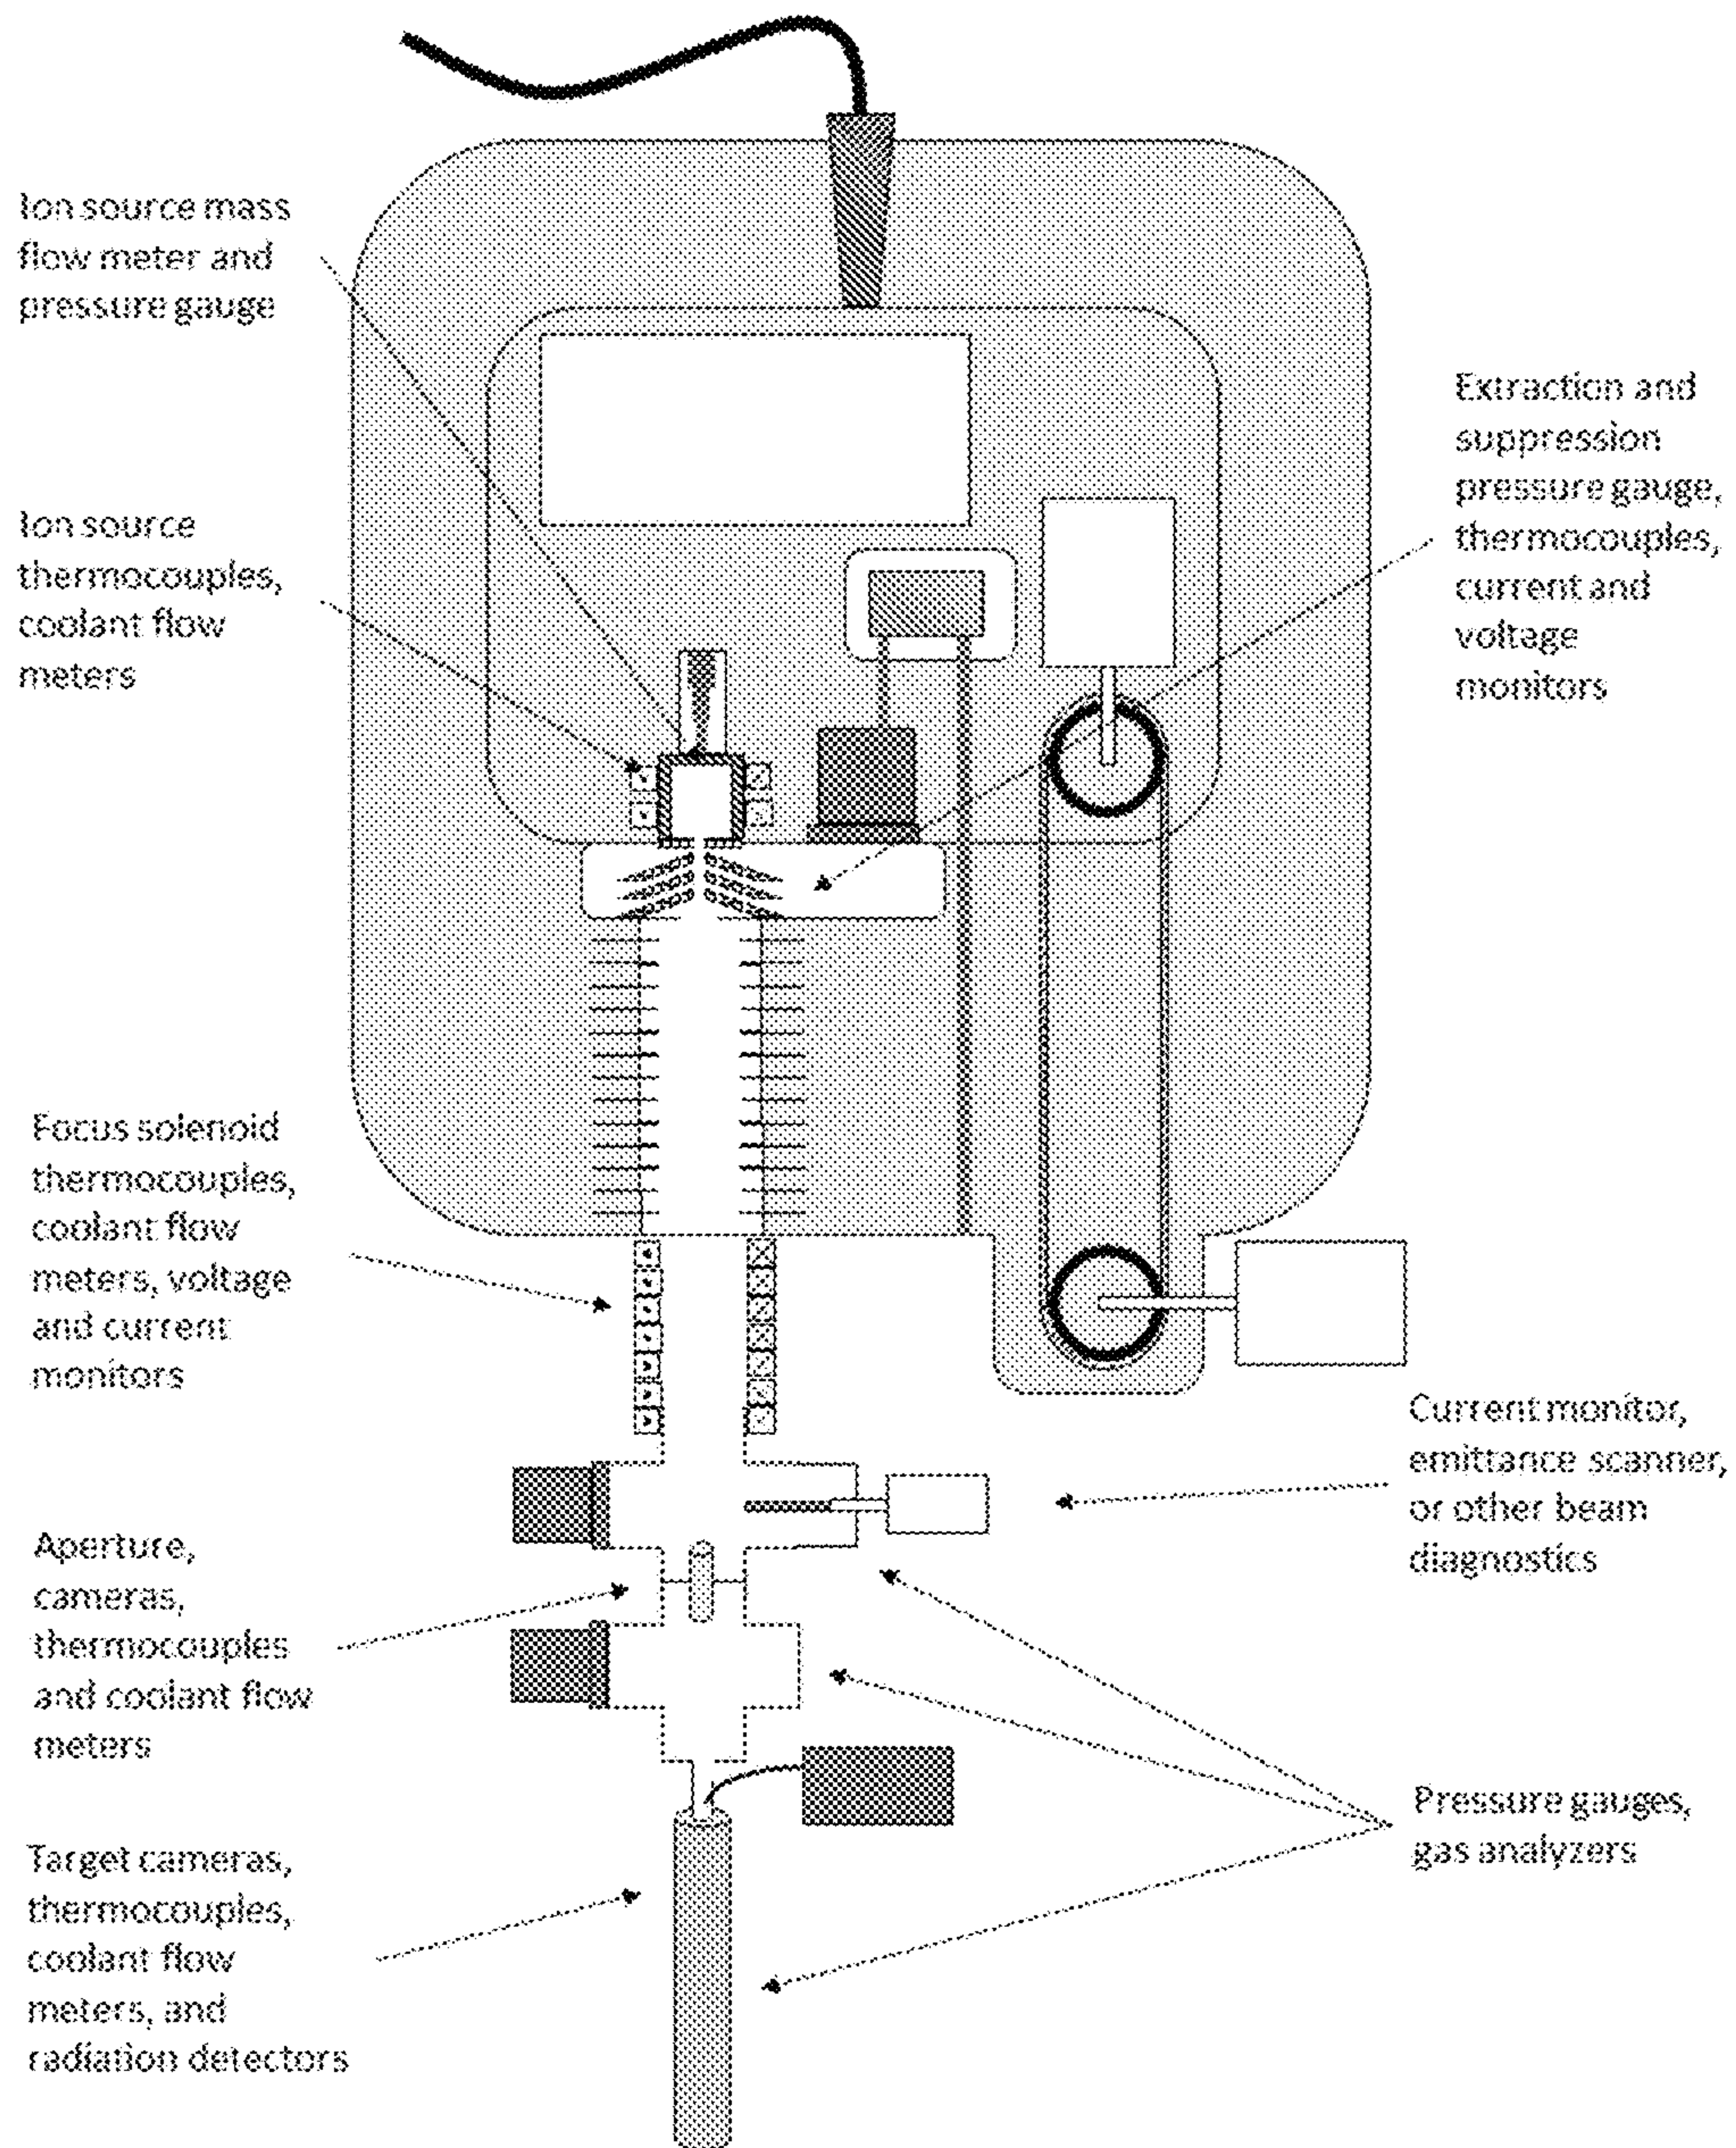 Ion source mass
flow meter and
pressure gauge
Ion source
thermocouples,
coolant flow
meters
Extraction and
suppression
pressure gauge,
thermocouples,
current and
voltage
monitors
Focus solenoid
thermocouples,
coolant flow
meters, voltage
and current
monitors
Current monitor,
emittance scanner,
or other beam
diagnostics
Aperture,
cameras,
thermocouples
and coolant flow
meters
Pressure gauges,
gas analyzers
Target cameras,
thermocouples,
coolant flow
meters, and
radiation detectors